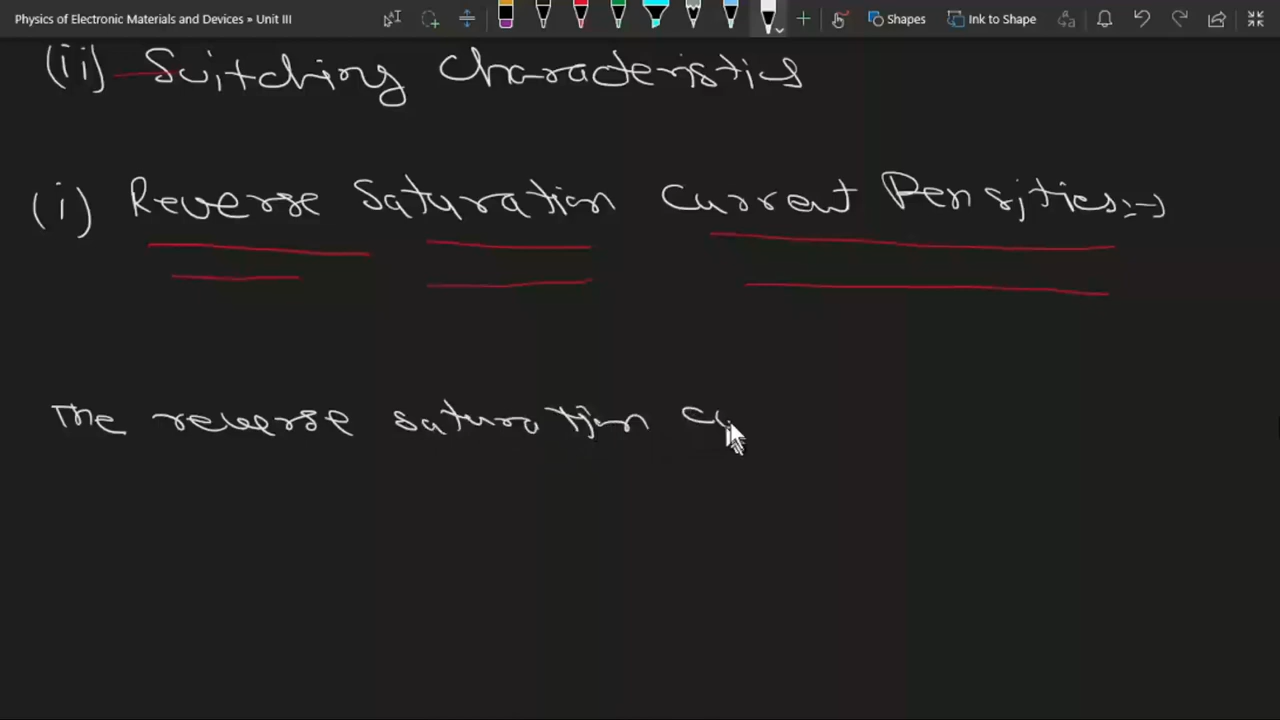 Physics of Electronic Materials and Devices » Unit III
Shapes
Ink to Shape
(ii) Switching Characteristics
(i) Reverse Saturation Current Densities:→
The reverse saturation cu